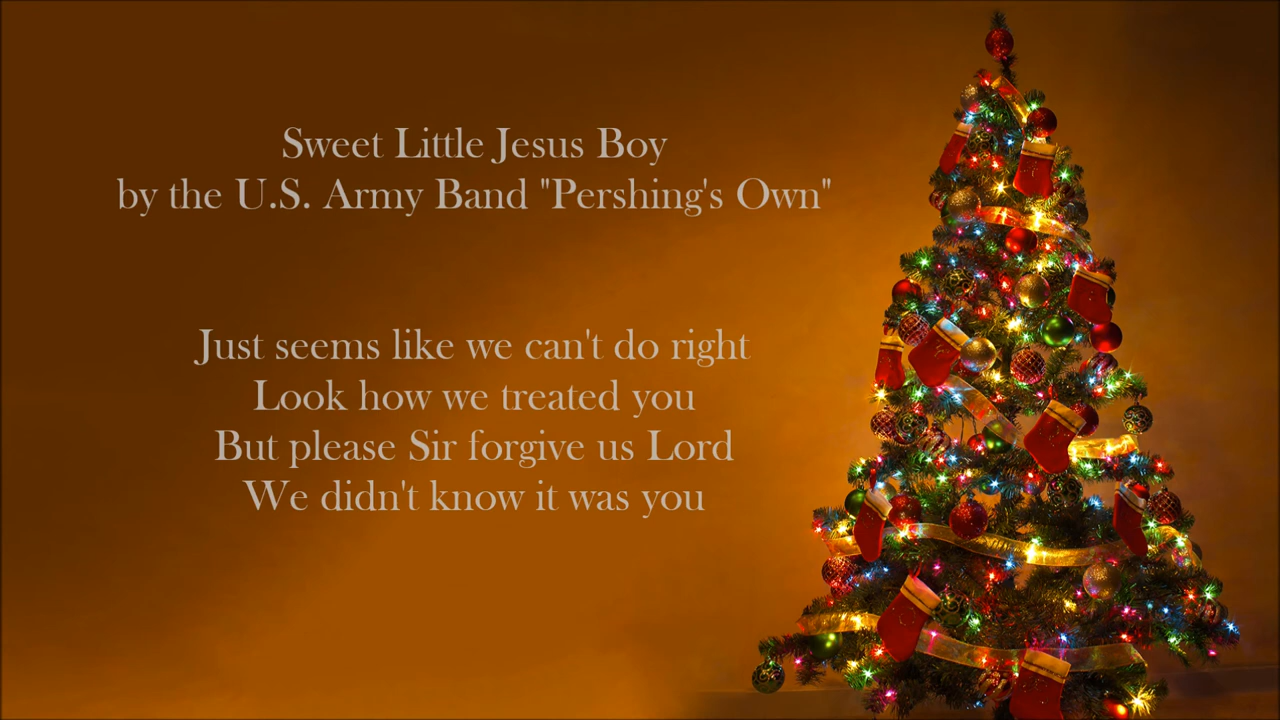 Sweet Little Jesus Boy
by the U.S. Army Band "Pershing's Own"
Just seems like we can't do right
Look how we treated you
But please Sir forgive us Lord
We didn't know it was you